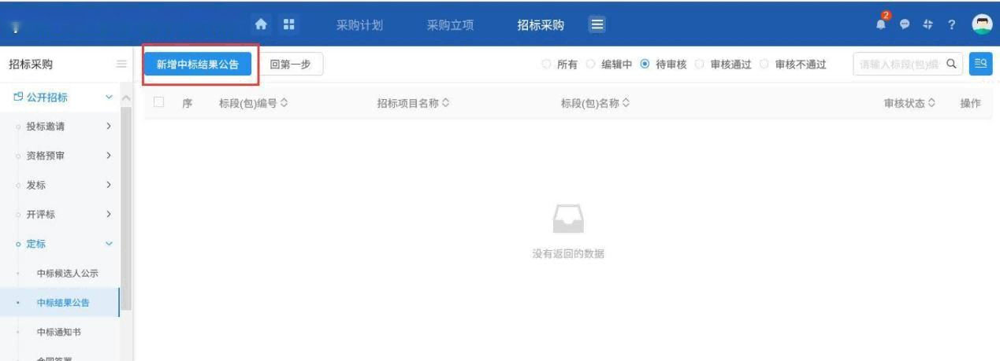 采购计划 采购立项 招标采购 2 ?
招标采购 新增中标结果公告 回第一步 所有 编辑中 待审核 审核通过 审核不通过 请输入标段(包)编
公开招标
序 标段(包)编号 招标项目名称 标段(包)名称 审核状态 操作
投标邀请
资格预审
发标
开评标
定标
没有返回的数据
中标候选人公示
中标结果公告
中标通知书